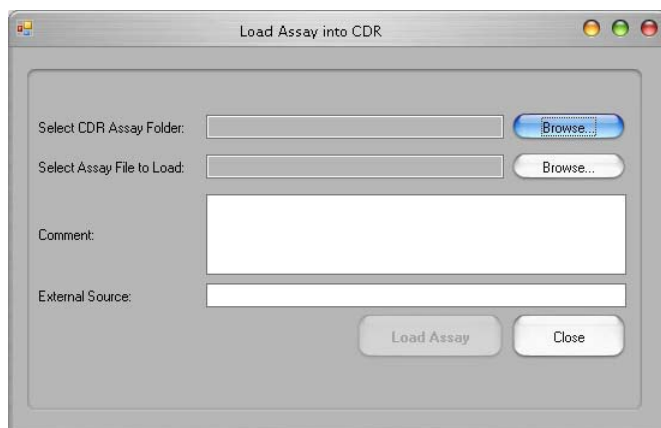 Load Assay into CDR
Select CDR Assay Folder:
Browse...
Select Assay File to Load:
Browse...
Comment:
External Source:
Load Assay
Close